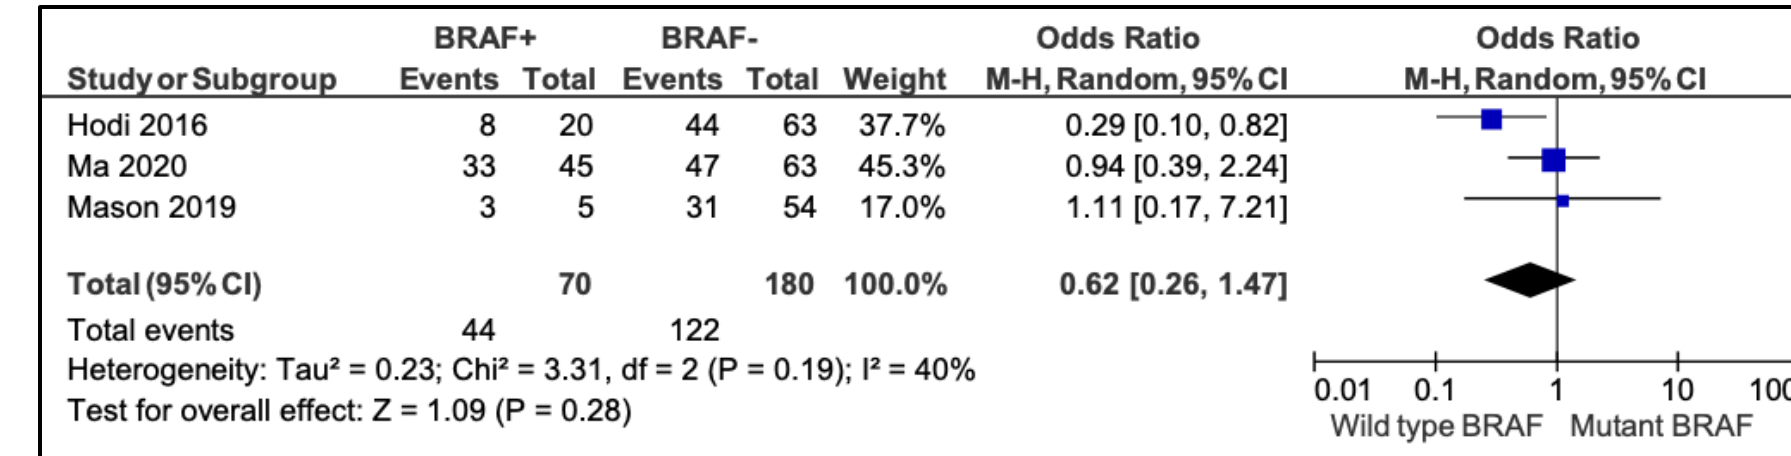 BRAF+ BRAF- Odds Ratio Odds Ratio
Study or Subgroup Events Total Events Total Weight M-H, Random, 95% CI M-H, Random, 95% CI
Hodi 2016 8 20 44 63 37.7% 0.29 [0.10, 0.82]
Ma 2020 33 45 47 63 45.3% 0.94 [0.39, 2.24]
Mason 2019 3 5 31 54 17.0% 1.11 [0.17, 7.21]
Total (95% CI) 70 180 100.0% 0.62 [0.26, 1.47]
Total events 44 122
Heterogeneity: Tau² = 0.23; Chi² = 3.31, df = 2 (P = 0.19); I² = 40%
Test for overall effect: Z = 1.09 (P = 0.28)
0.01 0.1 1 10 100
Wild type BRAF Mutant BRAF